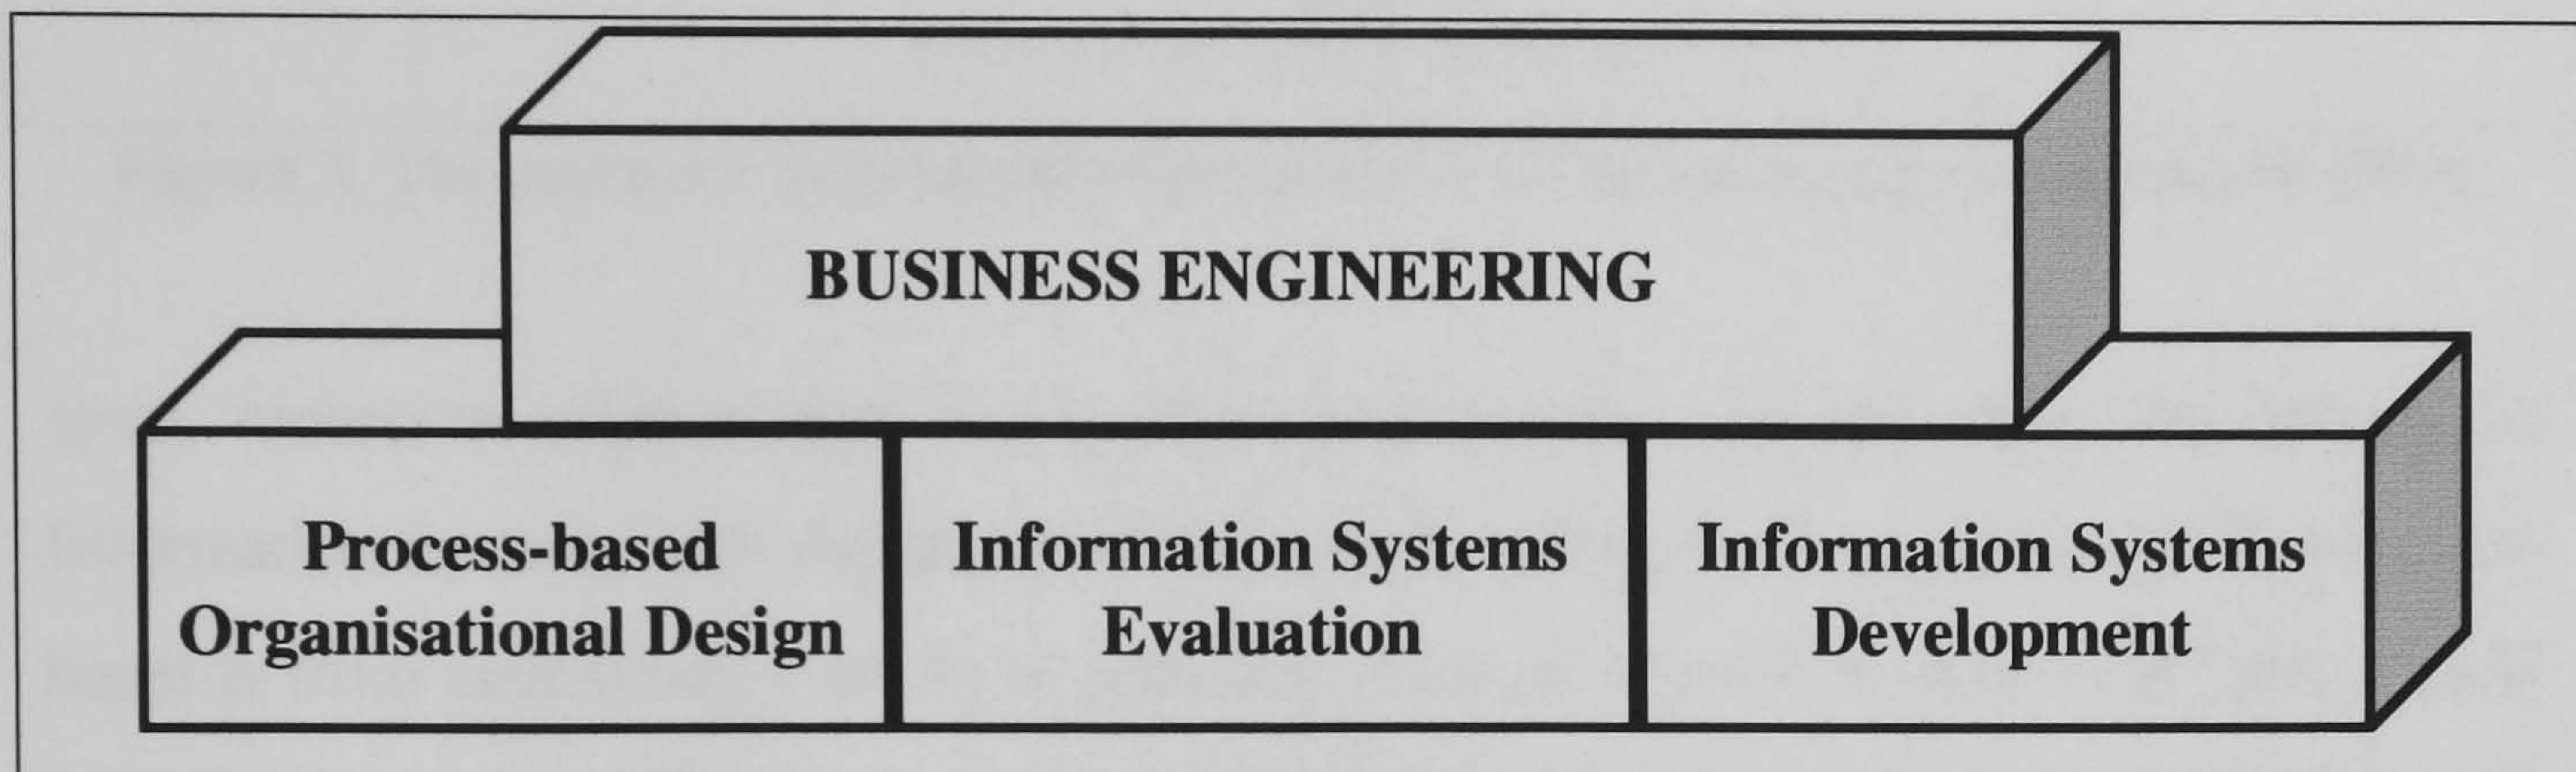 BUSINESS ENGINEERING
Process-based
Organisational Design
Information Systems
Evaluation
Information Systems
Development